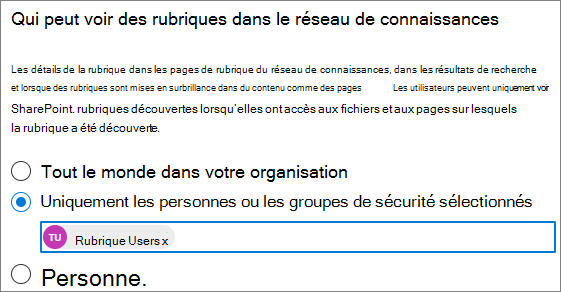 Qui peut voir des rubriques dans le réseau de connaissances
Les détails de la rubrique dans les pages de rubrique du réseau de connaissances, dans les résultats de recherche
et lorsque des rubriques sont mises en surbrillance dans du contenu comme des pages Les utilisateurs peuvent uniquement voir
SharePoint. rubriques découvertes lorsqu'elles ont accès aux fichiers et aux pages sur lesquels
la rubrique a été découverte.
Tout le monde dans votre organisation
Uniquement les personnes ou les groupes de sécurité sélectionnés
TU Rubrique Users x
Personne.